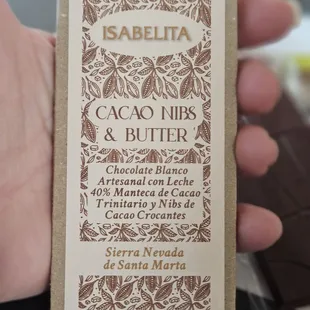 ISABELITA
CACAO NIBS
& BUTTER
Chocolate Blanco
Artesanal con Leche
40% Manteca de Cacao
Trinitario y Nibs de
Cacao Crocantes
Sierra Nevada
de Santa Marta